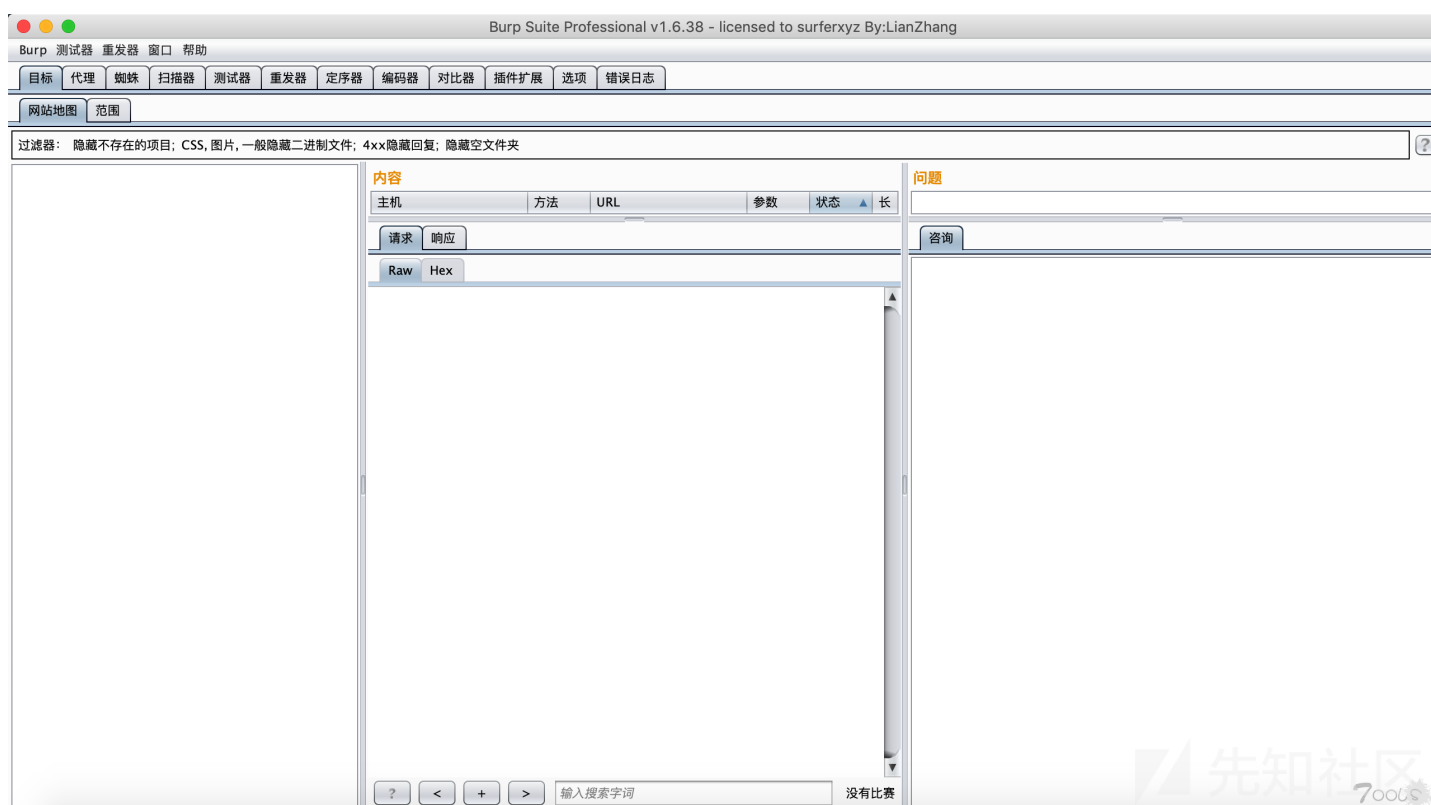 Burp Suite Professional v1.6.38 - licensed to surferxyz By:LianZhang
Burp 测试器 重发器 窗口 帮助
目标 代理 蜘蛛 扫描器 测试器 重发器 定序器 编码器 对比器 插件扩展 选项 错误日志
网站地图 范围
过滤器: 隐藏不存在的项目; CSS, 图片, 一般隐藏二进制文件; 4xx隐藏回复; 隐藏空文件夹
?
内容
主机 方法 URL 参数 状态 ▲ 长
请求 响应
Raw Hex
问题
咨询
? < + > 输入搜索字词 没有比赛
先知社区
7ools